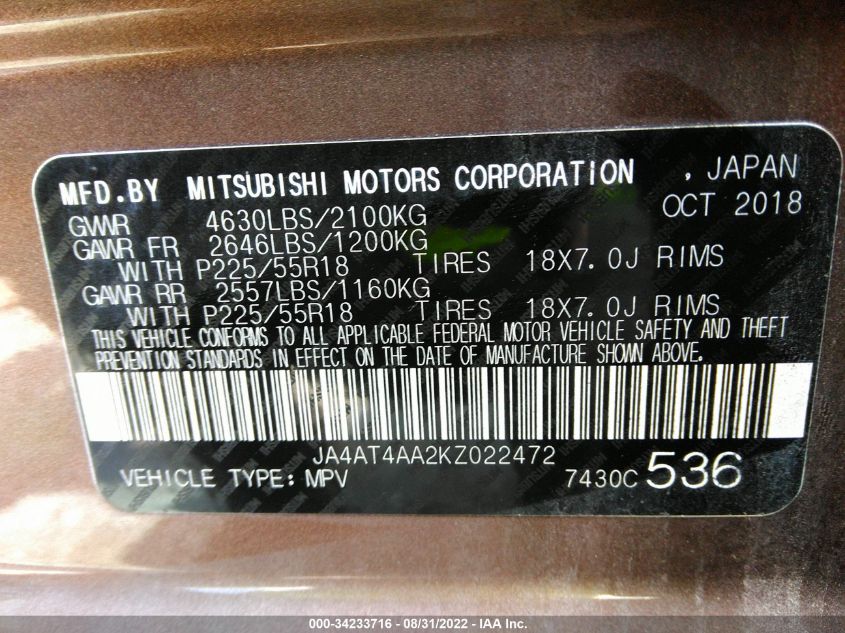 MFD.BY MITSUBISHI MOTORS CORPORATION , JAPAN
OCT 2018
GVWR 4630LBS/2100KG
GAWR FR 2646LBS/1200KG
WITH P225/55R18 TIRES 18X7.0J RIMS
GAWR RR 2557LBS/1160KG
WITH P225/55R18 TIRES 18X7.0J RIMS
THIS VEHICLE CONFORMS TO ALL APPLICABLE FEDERAL MOTOR VEHICLE SAFETY AND THEFT
PREVENTION STANDARDS IN EFFECT ON THE DATE OF MANUFACTURE SHOWN ABOVE.
JA4AT4AA2KZ022472
VEHICLE TYPE: MPV 7430C 536
000-34233716 - 08/31/2022 - IAA Inc.